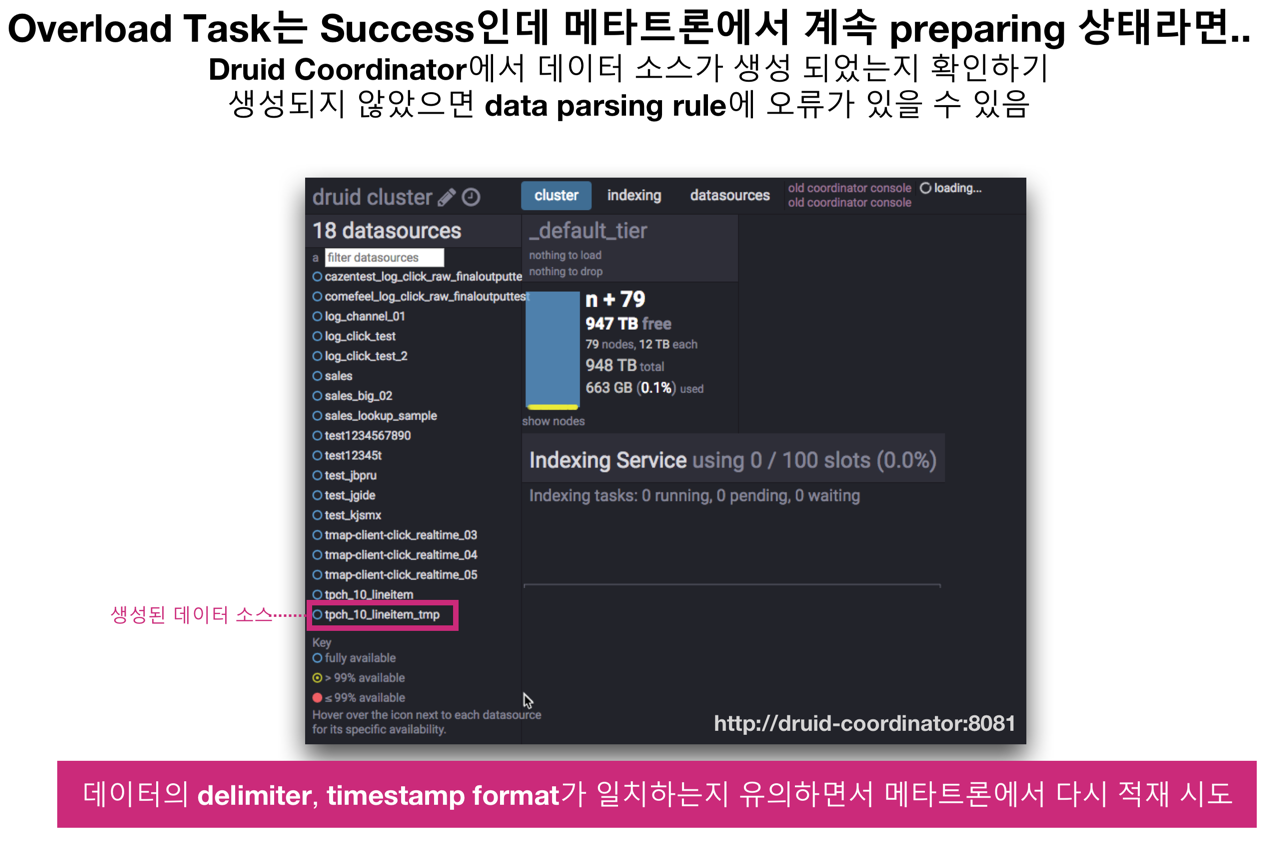 Overload Task는 Success인데 메타트론에서 계속 preparing 상태라면..
Druid Coordinator에서 데이터 소스가 생성 되었는지 확인하기
생성되지 않았으면 data parsing rule에 오류가 있을 수 있음
druid cluster
cluster
indexing
datasources
old coordinator console
old coordinator console
loading...
18 datasources
a filter datasources
cazentest_log_click_raw_finaloutputte
comefeel_log_click_raw_finaloutputtest
log_channel_01
log_click_test
log_click_test_2
sales
sales_big_02
sales_lookup_sample
test1234567890
test12345t
test_jbpru
test_jgide
test_kjsmx
tmap-client-click_realtime_03
tmap-client-click_realtime_04
tmap-client-click_realtime_05
tpch_10_lineitem
tpch_10_lineitem_tmp
생성된 데이터 소스
Key
fully available
> 99% available
≤ 99% available
Hover over the icon next to each datasource
for its specific availability.
_default_tier
nothing to load
nothing to drop
n + 79
947 TB free
79 nodes, 12 TB each
948 TB total
663 GB (0.1%) used
show nodes
Indexing Service using 0 / 100 slots (0.0%)
Indexing tasks: 0 running, 0 pending, 0 waiting
http://druid-coordinator:8081
데이터의 delimiter, timestamp format가 일치하는지 유의하면서 메타트론에서 다시 적재 시도